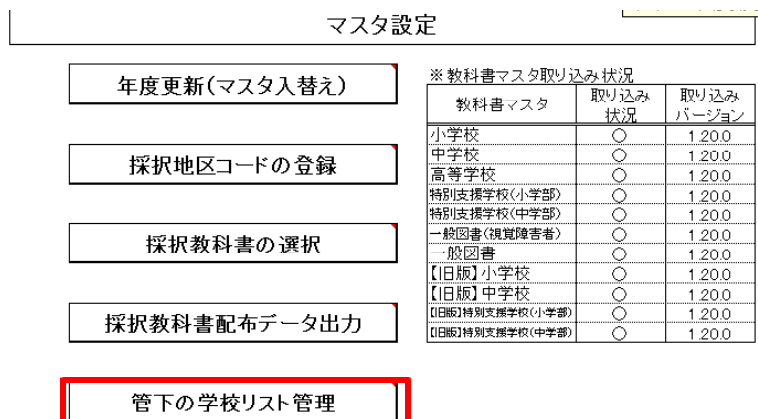 マスタ設定
年度更新(マスタ入替え)
採択地区コードの登録
採択教科書の選択
採択教科書配布データ出力
管下の学校リスト管理
※教科書マスタ取り込み状況
教科書マスタ 取り込み状況 取り込みバージョン
小学校 ○ 1.20.0
中学校 ○ 1.20.0
高等学校 ○ 1.20.0
特別支援学校(小学部) ○ 1.20.0
特別支援学校(中学部) ○ 1.20.0
一般図書(視覚障害者) ○ 1.20.0
一般図書 ○ 1.20.0
【旧版】小学校 ○ 1.20.0
【旧版】中学校 ○ 1.20.0
【旧版】特別支援学校(小学部) ○ 1.20.0
【旧版】特別支援学校(中学部) ○ 1.20.0